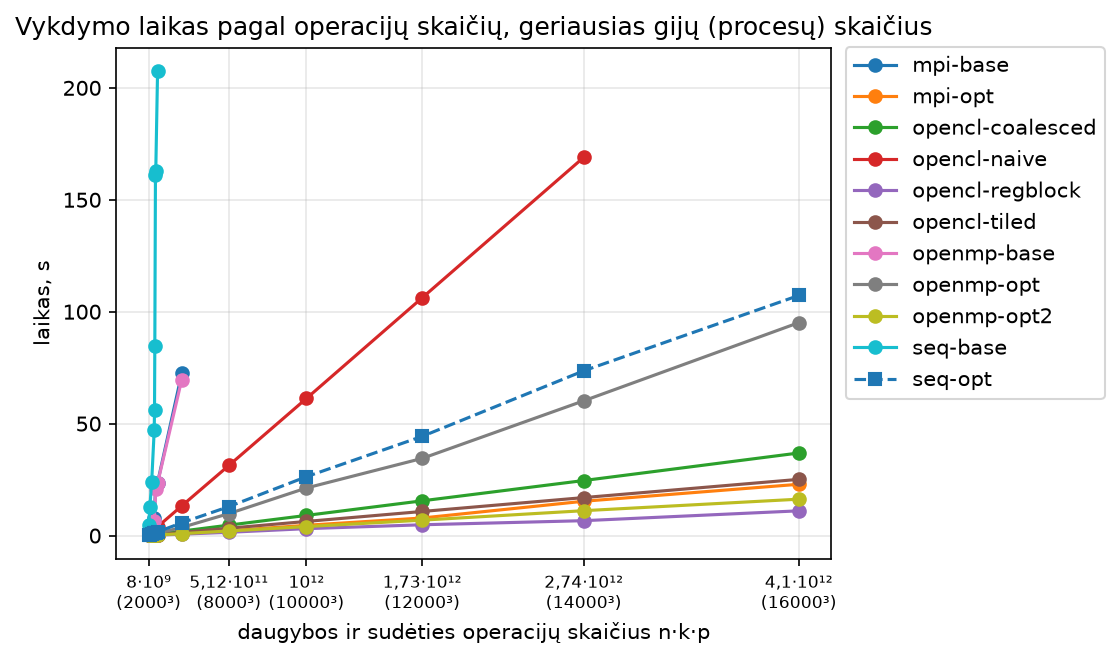 Vykdymo laikas pagal operacijų skaičių, geriausias gijų (procesų) skaičius
200
150
100
50
0
laikas, s
8·10⁹
(2000³)
5,12·10¹¹
(8000³)
10¹²
(10000³)
1,73·10¹²
(12000³)
2,74·10¹²
(14000³)
4,1·10¹²
(16000³)
daugybos ir sudėties operacijų skaičius n·k·p
mpi-base
mpi-opt
opencl-coalesced
opencl-naive
opencl-regblock
opencl-tiled
openmp-base
openmp-opt
openmp-opt2
seq-base
seq-opt